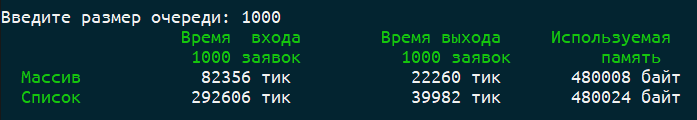 Введите размер очереди: 1000
Время входа Время выхода Используемая
1000 заявок 1000 заявок память
Массив 82356 тик 22260 тик 480008 байт
Список 292606 тик 39982 тик 480024 байт